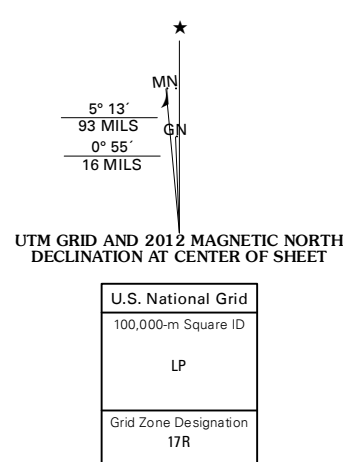 ★
MN
5° 13´
93 MILS
GN
0° 55´
16 MILS
UTM GRID AND 2012 MAGNETIC NORTH
DECLINATION AT CENTER OF SHEET
U.S. National Grid
100,000-m Square ID
LP
Grid Zone Designation
17R